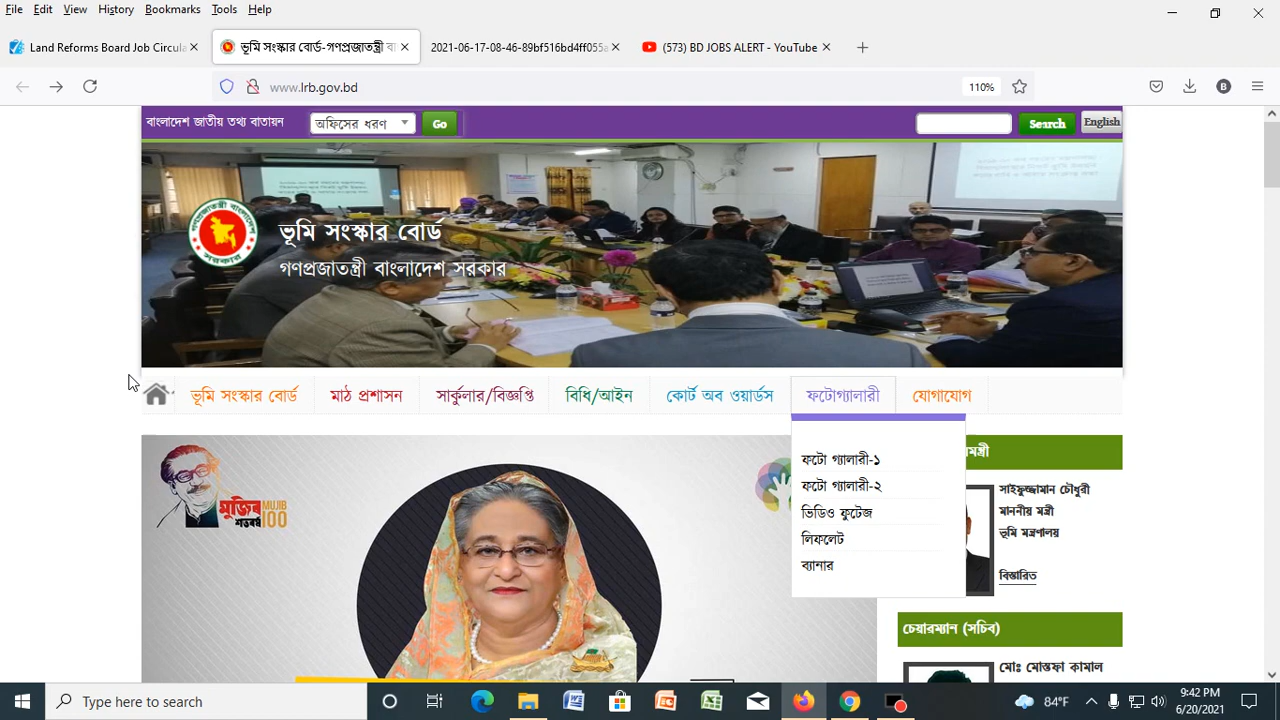 File Edit View History Bookmarks Tools Help
Land Reforms Board Job Circula
ভূমি সংস্কার বোর্ড-গণপ্রজাতন্ত্রী বা
2021-06-17-08-46-89bf516bd4ff055a
(573) BD JOBS ALERT - YouTube
www.lrb.gov.bd
110%
B
বাংলাদেশ জাতীয় তথ্য বাতায়ন
অফিসের ধরণ
Go
Search
English
ভূমি সংস্কার বোর্ড
গণপ্রজাতন্ত্রী বাংলাদেশ সরকার
ভূমি সংস্কার বোর্ড মাঠ প্রশাসন সার্কুলার/বিজ্ঞপ্তি বিধি/আইন কোর্ট অব ওয়ার্ডস ফটোগ্যালারী যোগাযোগ
ফটো গ্যালারী-১
ফটো গ্যালারী-২
ভিডিও ফুটেজ
লিফলেট
ব্যানার
মুজিব MUJIB
শতবর্ষ 100
মন্ত্রী
সাইফুজ্জামান চৌধুরী
মাননীয় মন্ত্রী
ভূমি মন্ত্রণালয়
বিস্তারিত
চেয়ারম্যান (সচিব)
মোঃ মোস্তফা কামাল
Type here to search
84°F
9:42 PM
6/20/2021